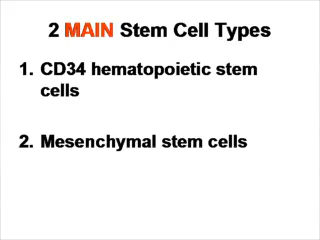 2 MAIN Stem Cell Types
1. CD34 hematopoietic stem
cells
2. Mesenchymal stem cells